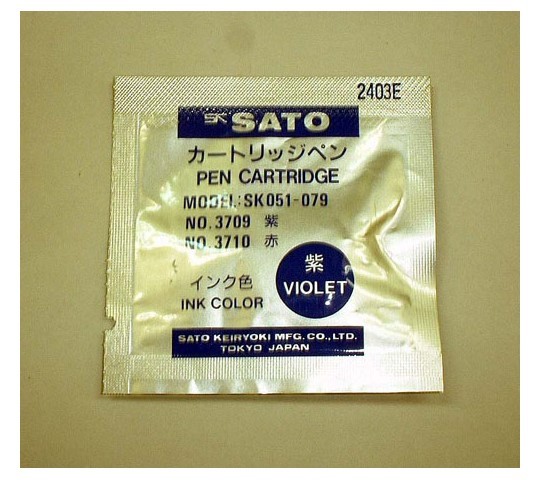 2403E
SK SATO
カートリッジペン
PEN CARTRIDGE
MODEL:SK051-079
NO.3709 紫
NO.3710 赤
紫
VIOLET
インク色
INK COLOR
SATO KEIRYOKI MFG.CO.,LTD.
TOKYO JAPAN